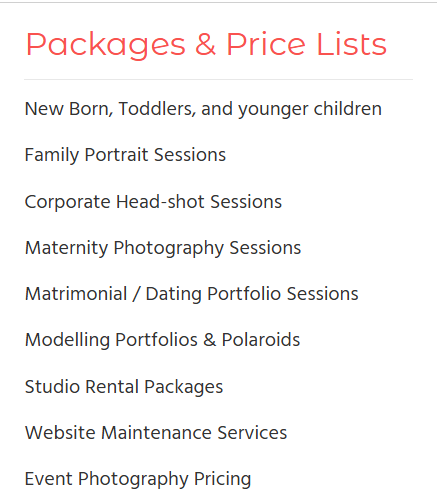 Packages & Price Lists
New Born, Toddlers, and younger children
Family Portrait Sessions
Corporate Head-shot Sessions
Maternity Photography Sessions
Matrimonial / Dating Portfolio Sessions
Modelling Portfolios & Polaroids
Studio Rental Packages
Website Maintenance Services
Event Photography Pricing